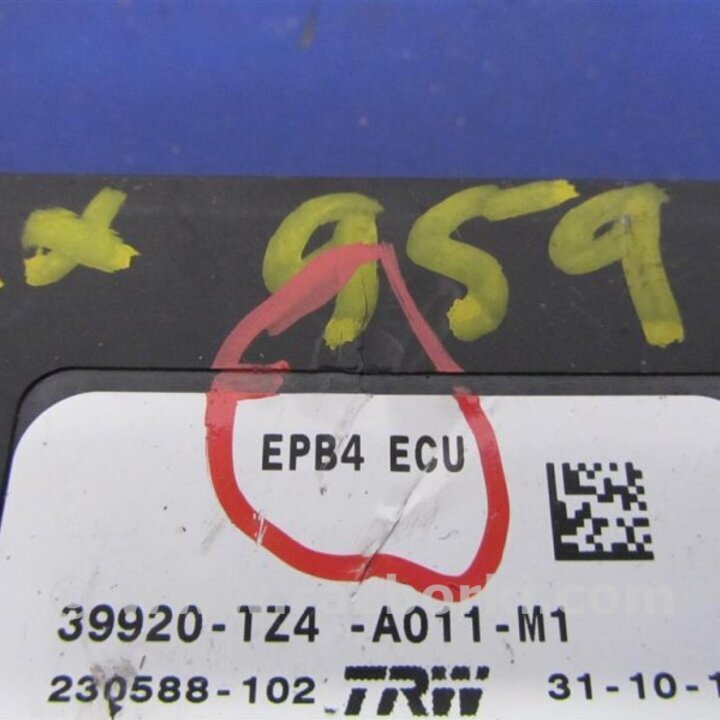 959
EPB4 ECU
39920-TZ4 -A011-M1
230588-102 TRW 31-10-1